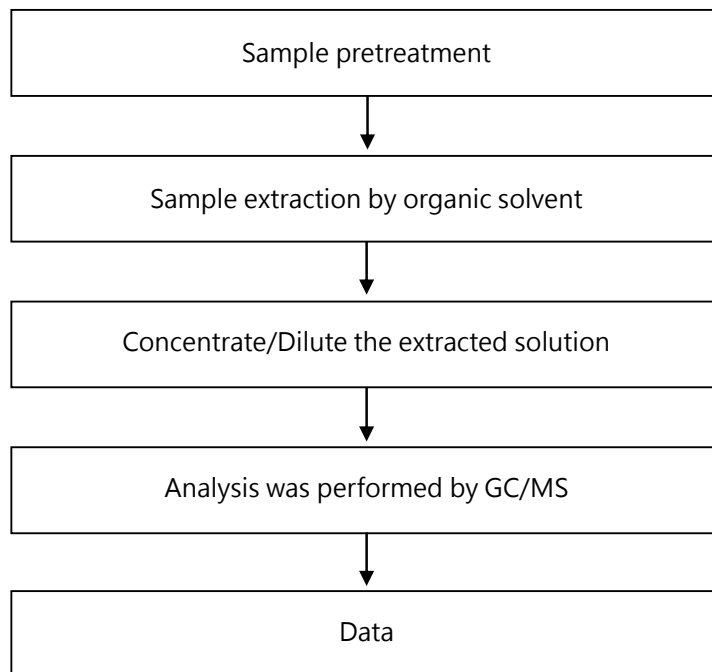 Sample pretreatment
Sample extraction by organic solvent
Concentrate/Dilute the extracted solution
Analysis was performed by GC/MS
Data